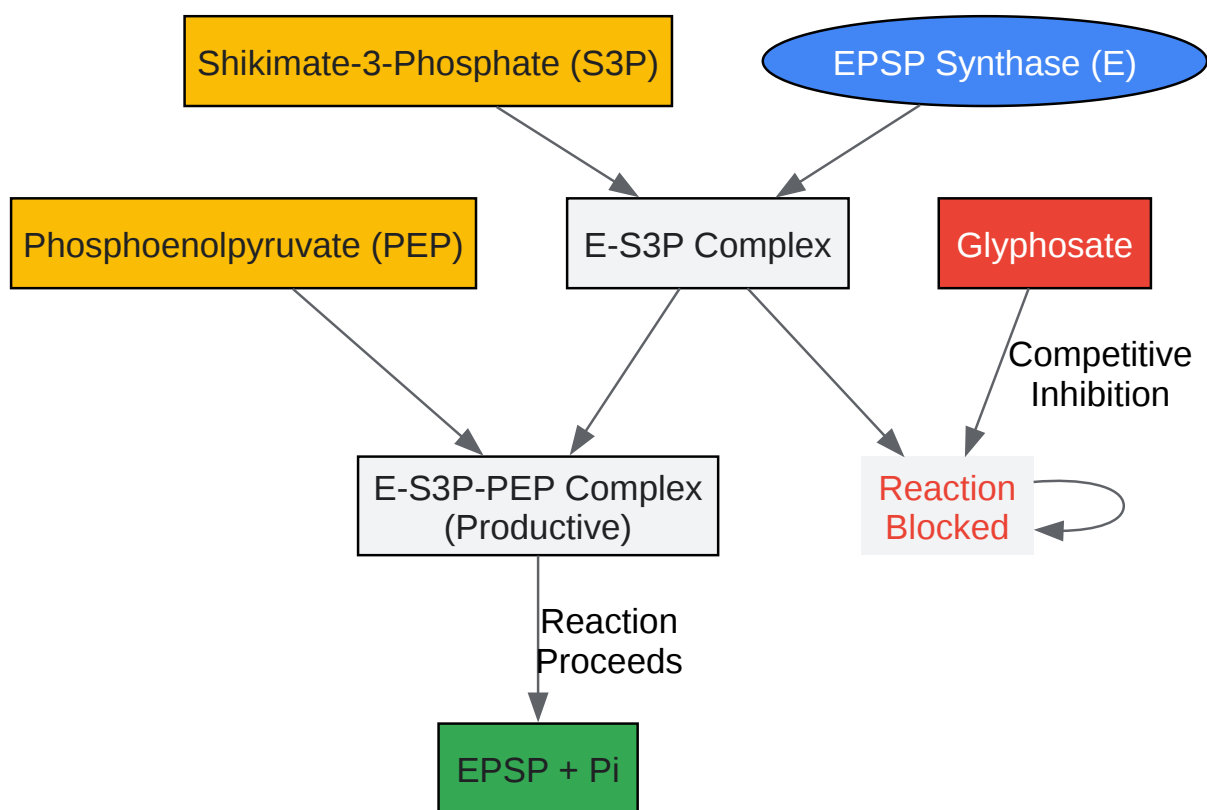 Shikimate-3-Phosphate (S3P)
EPSP Synthase (E)
Phosphoenolpyruvate (PEP)
E-S3P Complex
Glyphosate
Competitive
Inhibition
E-S3P-PEP Complex
(Productive)
Reaction
Blocked
Reaction
Proceeds
EPSP + Pi